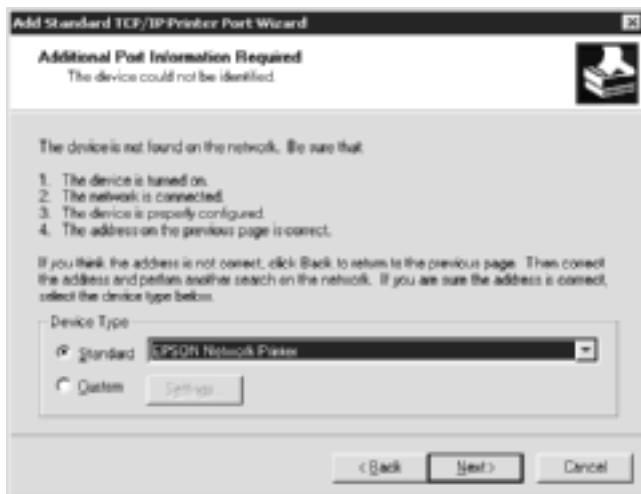 Add Standard TCP/IP Printer Port Wizard
Additional Port Information Required
The device could not be identified.
The device is not found on the network. Be sure that:
1. The device is turned on.
2. The network is connected.
3. The device is properly configured.
4. The address on the previous page is correct.
If you think the address is not correct, click Back to return to the previous page. Then correct
the address and perform another search on the network. If you are sure the address is correct,
select the device type below.
Device Type
Standard EPSON Network Printer
Custom Settings...
< Back Next > Cancel